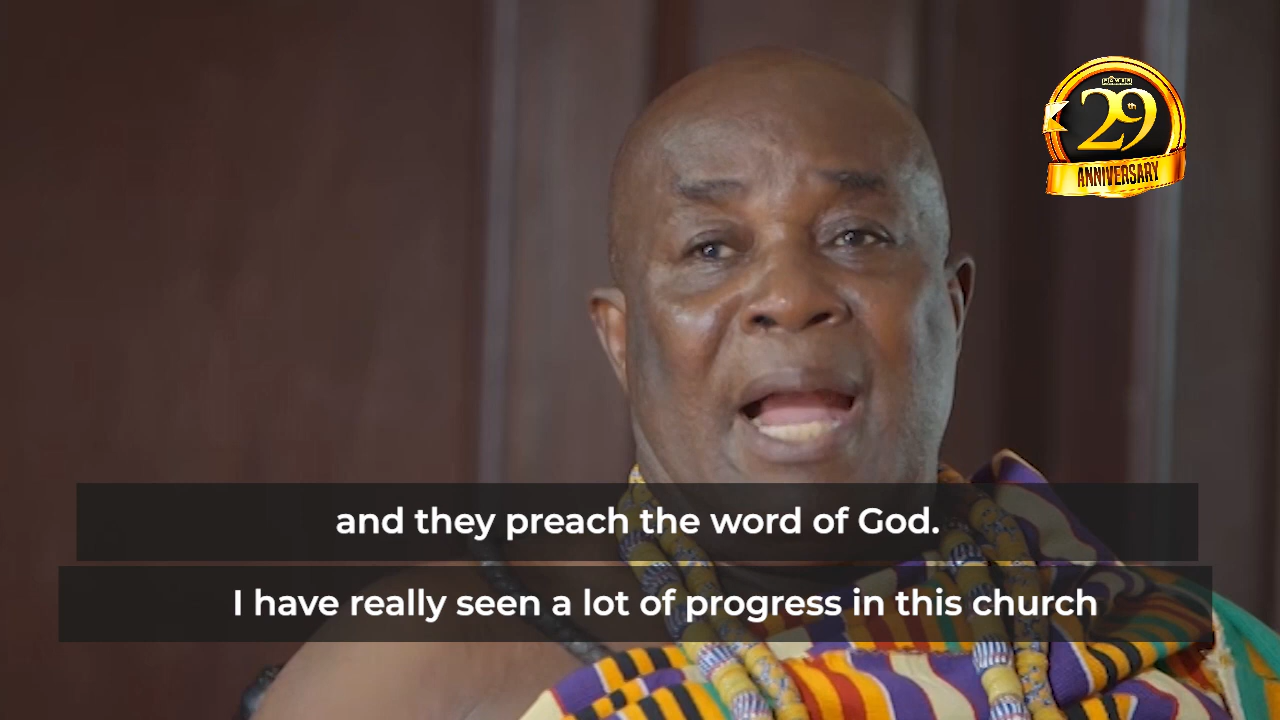 29th
ANNIVERSARY
and they preach the word of God.
I have really seen a lot of progress in this church